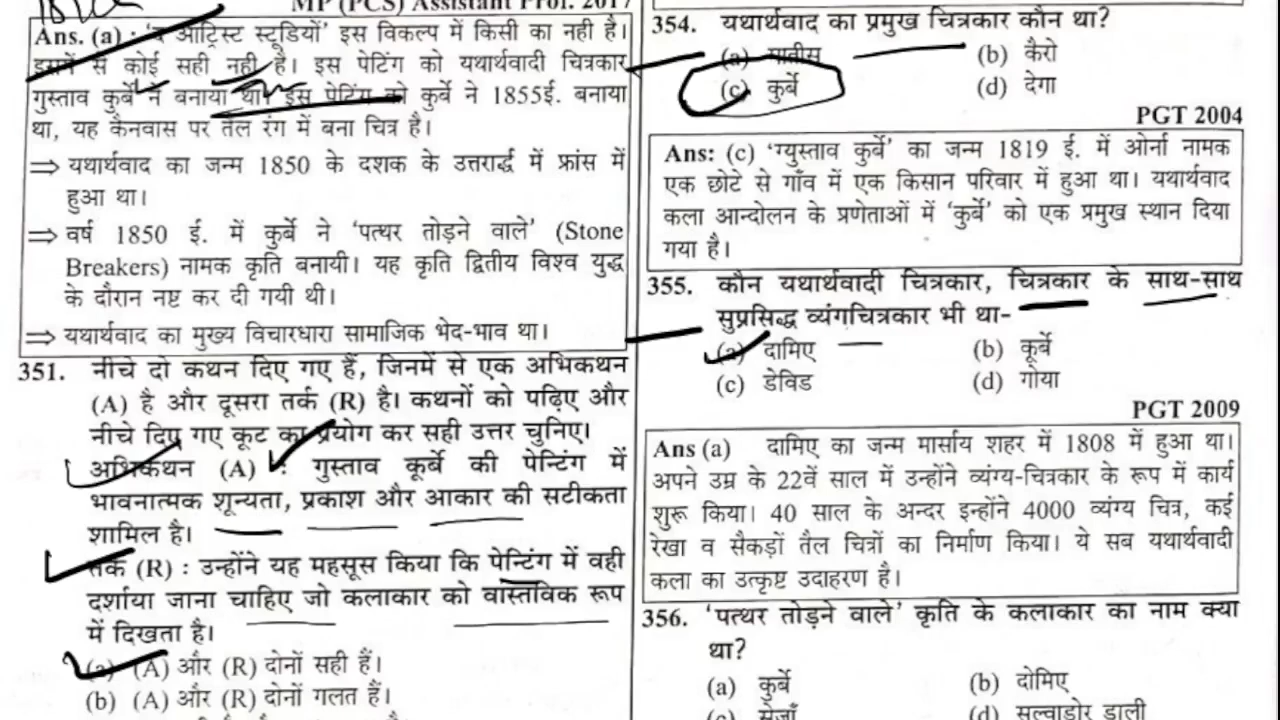 MP (PCS) Assistant Prof. 2017
Ans. (a) : आट्रिस्ट स्टूडियों' इस विकल्प में किसी का नही है।
इसमें से कोई सही नही है। इस पेटिंग को यथार्थवादी चित्रकार
गुस्ताव कुर्बे ने बनाया था। इस पेटिंग को कुर्बे ने 1855ई. बनाया
था, यह कैनवास पर तैल रंग में बना चित्र है।
⇒ यथार्थवाद का जन्म 1850 के दशक के उत्तरार्द्ध में फ्रांस में
हुआ था।
⇒ वर्ष 1850 ई. में कुर्बे ने 'पत्थर तोड़ने वाले' (Stone
Breakers) नामक कृति बनायी। यह कृति द्वितीय विश्व युद्ध
के दौरान नष्ट कर दी गयी थी।
⇒ यथार्थवाद का मुख्य विचारधारा सामाजिक भेद-भाव था।
351. नीचे दो कथन दिए गए हैं, जिनमें से एक अभिकथन
(A) है और दूसरा तर्क (R) है। कथनों को पढ़िए और
नीचे दिए गए कूट का प्रयोग कर सही उत्तर चुनिए।
अभिकथन (A) : गुस्ताव कूर्बे की पेन्टिंग में
भावनात्मक शून्यता, प्रकाश और आकार की सटीकता
शामिल है।
तर्क (R) : उन्होंने यह महसूस किया कि पेन्टिंग में वही
दर्शाया जाना चाहिए जो कलाकार को वास्तविक रूप
में दिखता है।
(a) (A) और (R) दोनों सही हैं।
(b) (A) और (R) दोनों गलत हैं।
354. यथार्थवाद का प्रमुख चित्रकार कौन था?
(a) मातीस (b) कैरो
(c) कुर्बे (d) देगा
PGT 2004
Ans: (c) 'ग्युस्ताव कुर्बे' का जन्म 1819 ई. में ओर्ना नामक
एक छोटे से गाँव में एक किसान परिवार में हुआ था। यथार्थवाद
कला आन्दोलन के प्रणेताओं में 'कुर्बे' को एक प्रमुख स्थान दिया
गया है।
355. कौन यथार्थवादी चित्रकार, चित्रकार के साथ-साथ
सुप्रसिद्ध व्यंगचित्रकार भी था-
(a) दामिए (b) कूर्बे
(c) डेविड (d) गोया
PGT 2009
Ans (a) दामिए का जन्म मार्साय शहर में 1808 में हुआ था।
अपने उम्र के 22वें साल में उन्होंने व्यंग्य-चित्रकार के रूप में कार्य
शुरू किया। 40 साल के अन्दर इन्होंने 4000 व्यंग्य चित्र, कई
रेखा व सैकड़ों तैल चित्रों का निर्माण किया। ये सब यथार्थवादी
कला का उत्कृष्ट उदाहरण है।
356. 'पत्थर तोड़ने वाले' कृति के कलाकार का नाम क्या
था?
(a) कुर्बे (b) दोमिए
(c) सेजाँ (d) सल्वाडोर डाली